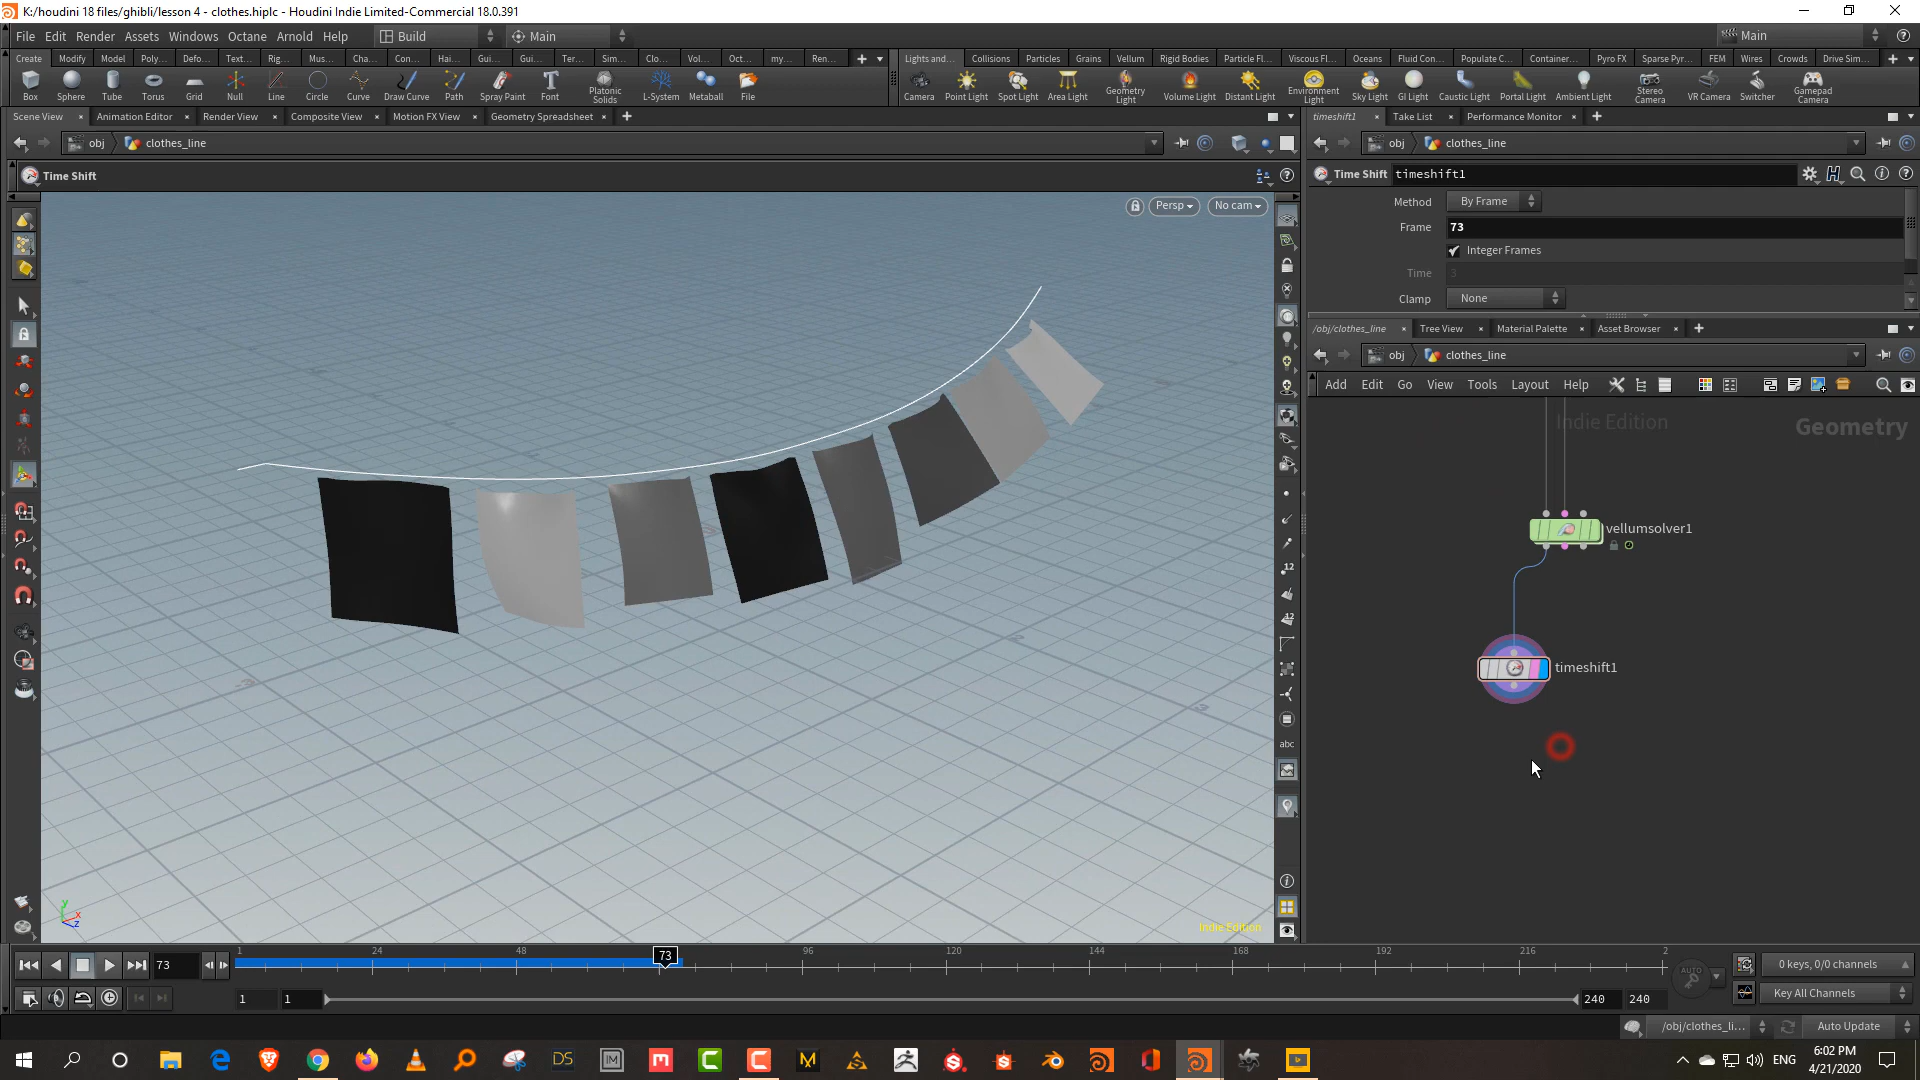 K:/houdini 18 files/ghibli/lesson 4 - clothes.hiplc - Houdini Indie Limited-Commercial 18.0.391
File Edit Render Assets Windows Octane Arnold Help Build Main Main
Create Modify Model Poly... Defo... Text... Rig... Mus... Cha... Con... Hai... Gui... Gui... Ter... Sim... Clo... Vol... Oct... my... Ren... Lights and... Collisions Particles Grains Vellum Rigid Bodies Particle Fl... Viscous Fl... Oceans Fluid Con... Populate C... Container... Pyro FX Sparse Pyr... FEM Wires Crowds Drive Sim...
Box Sphere Tube Torus Grid Null Line Circle Curve Draw Curve Path Spray Paint Font Platonic Solids L-System Metaball File Camera Point Light Spot Light Area Light Geometry Light Volume Light Distant Light Environment Light Sky Light GI Light Caustic Light Portal Light Ambient Light Stereo Camera VR Camera Switcher Gamepad Camera
Scene View Animation Editor Render View Composite View Motion FX View Geometry Spreadsheet timeshift1 Take List Performance Monitor
obj clothes_line obj clothes_line
Time Shift Time Shift timeshift1
Persp No cam
Method By Frame
Frame 73
Integer Frames
Time 3
Clamp None
/obj/clothes_line Tree View Material Palette Asset Browser
obj clothes_line
Add Edit Go View Tools Layout Help
Indie Edition Geometry
vellumsolver1
timeshift1
12
12
abc
y
x
z
Indie Edition
1 24 48 73 96 120 144 168 192 216 2
73 AUTO 0 keys, 0/0 channels
1 1 240 240 Key All Channels
/obj/clothes_li... Auto Update
DS ENG 6:02 PM
4/21/2020